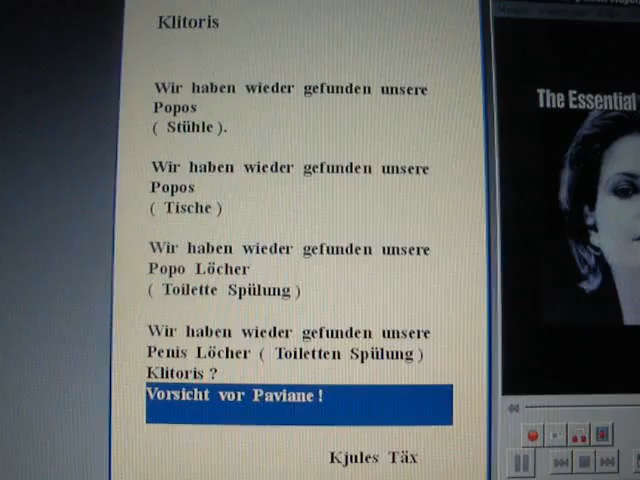 Klitoris
Wir haben wieder gefunden unsere
Popos
( Stühle ).
Wir haben wieder gefunden unsere
Popos
( Tische )
Wir haben wieder gefunden unsere
Popo Löcher
( Toilette Spülung )
Wir haben wieder gefunden unsere
Penis Löcher ( Toiletten Spülung )
Klitoris ?
Vorsicht vor Paviane !
Kjules Täx
The Essential